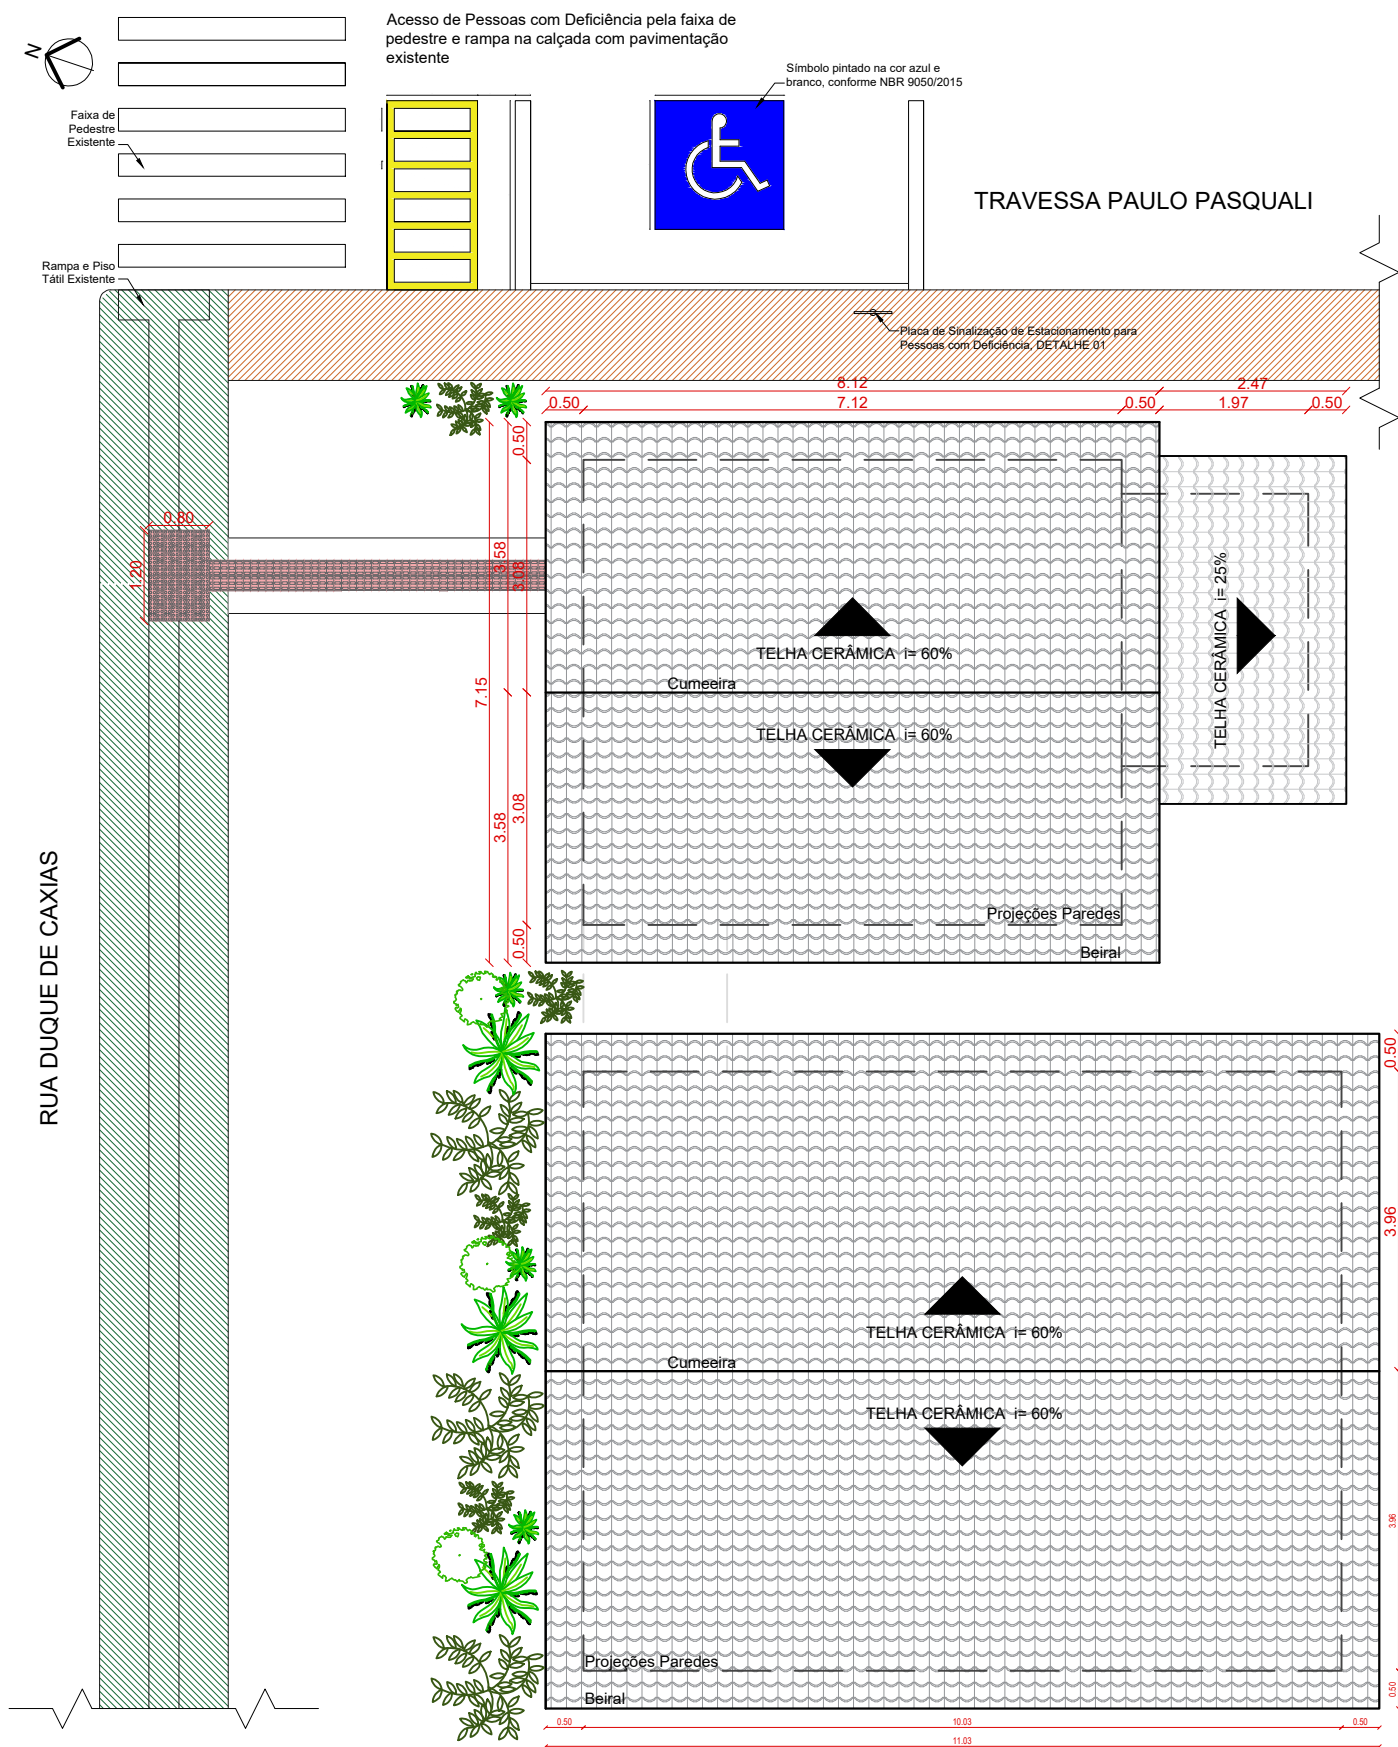 N
Acesso de Pessoas com Deficiência pela faixa de
pedestre e rampa na calçada com pavimentação
existente
Símbolo pintado na cor azul e
branco, conforme NBR 9050/2015
Faixa de
Pedestre
Existente
TRAVESSA PAULO PASQUALI
Rampa e Piso
Tátil Existente
Placa de Sinalização de Estacionamento para
Pessoas com Deficiência, DETALHE 01
8.12
2.47
0.50
7.12
0.50
1.97
0.50
0.50
3.58
3.08
7.15
0.80
1.20
TELHA CERÂMICA i= 60%
Cumeeira
TELHA CERÂMICA i= 60%
TELHA CERÂMICA i= 25%
3.58
3.08
0.50
Projeções Paredes
Beiral
RUA DUQUE DE CAXIAS
0.50
3.96
TELHA CERÂMICA i= 60%
Cumeeira
TELHA CERÂMICA i= 60%
3.96
Projeções Paredes
Beiral
0.50
0.50
10.03
0.50
11.03